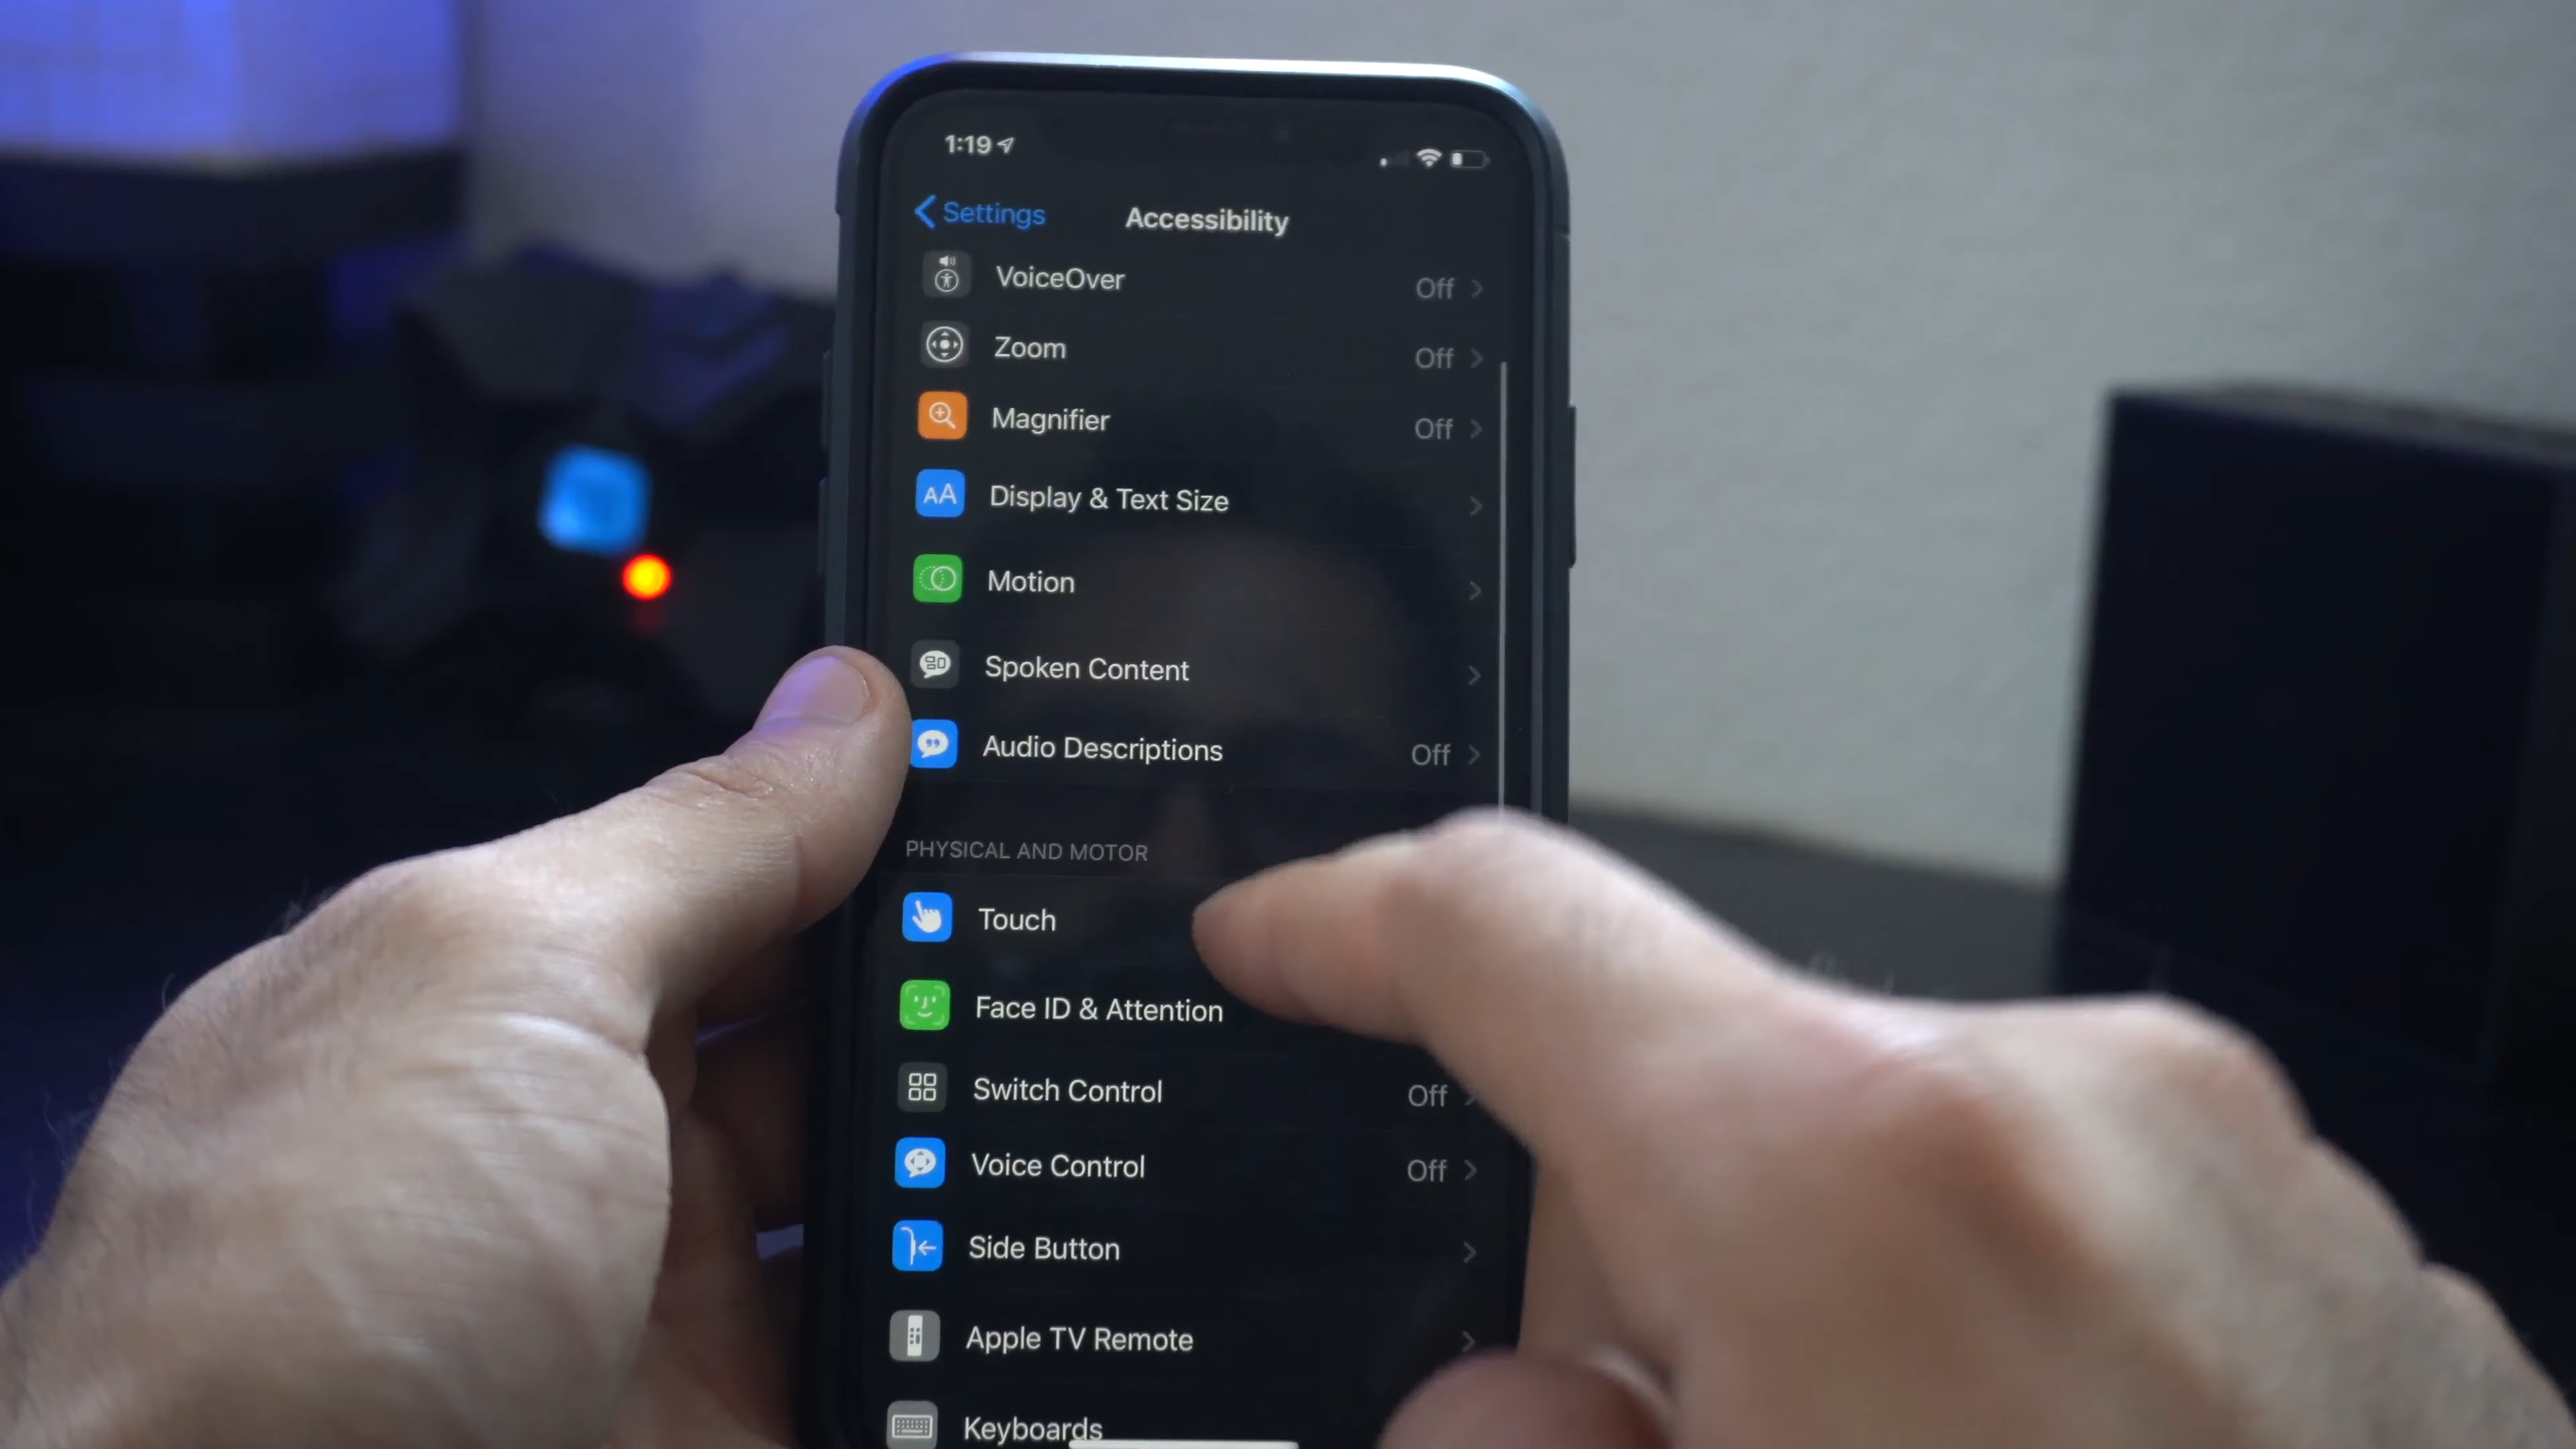 1:19
Settings
Accessibility
VoiceOver
Off
Zoom
Off
Magnifier
Off
AA Display & Text Size
Motion
Spoken Content
Audio Descriptions
Off
PHYSICAL AND MOTOR
Touch
Face ID & Attention
Switch Control
Off
Voice Control
Off
Side Button
Apple TV Remote
Keyboards